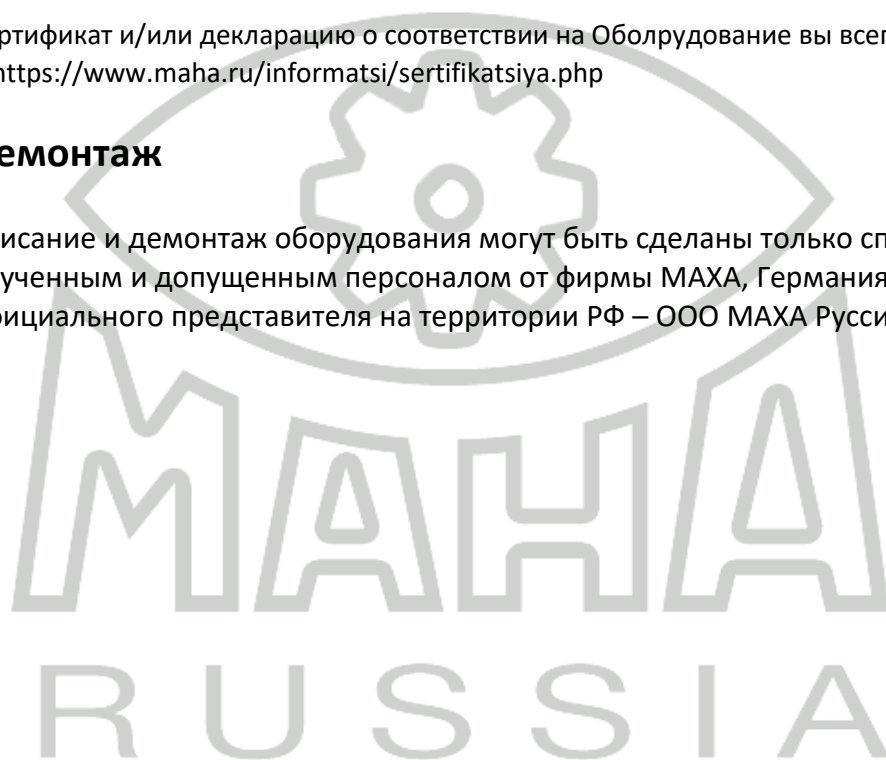 ртификат и/или декларацию о соответствии на Оболрудование вы всег
https://www.maha.ru/informatsi/sertifikatsiya.php
емонтаж
исание и демонтаж оборудования могут быть сделаны только сп
ученным и допущенным персоналом от фирмы МАХА, Германия
ициального представителя на территории РФ – ООО МАХА Русси
MAHA
RUSSIA